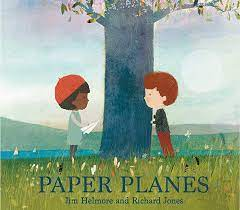 PAPER PLANES
Jim Helmore and Richard Jones